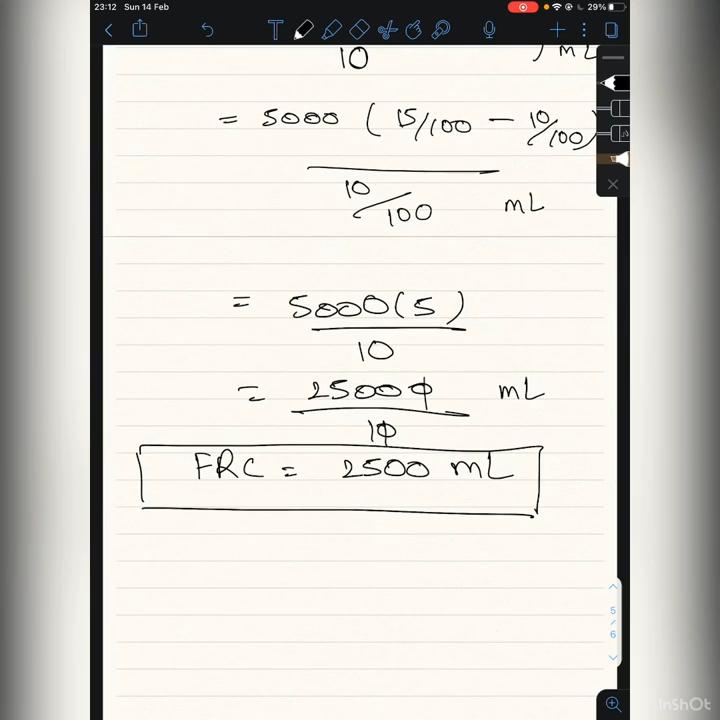 23:12 Sun 14 Feb 29%
10 ) mL
= 5000 ( 15/100 - 10/100 )
10/100 mL
= 5000 ( 5 )
10
= 25000 mL
10
FRC = 2500 mL
5
/
6
InShOt